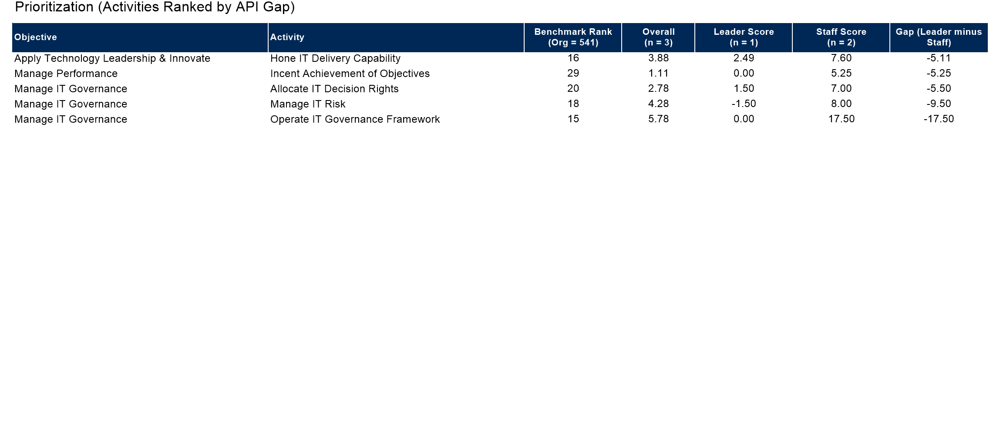 Prioritization (Activities Ranked by API Gap)
Objective Activity Benchmark Rank (Org = 541) Overall (n = 3) Leader Score (n = 1) Staff Score (n = 2) Gap (Leader minus Staff)
Apply Technology Leadership & Innovate Hone IT Delivery Capability 16 3.88 2.49 7.60 -5.11
Manage Performance Incent Achievement of Objectives 29 1.11 0.00 5.25 -5.25
Manage IT Governance Allocate IT Decision Rights 20 2.78 1.50 7.00 -5.50
Manage IT Governance Manage IT Risk 18 4.28 -1.50 8.00 -9.50
Manage IT Governance Operate IT Governance Framework 15 5.78 0.00 17.50 -17.50